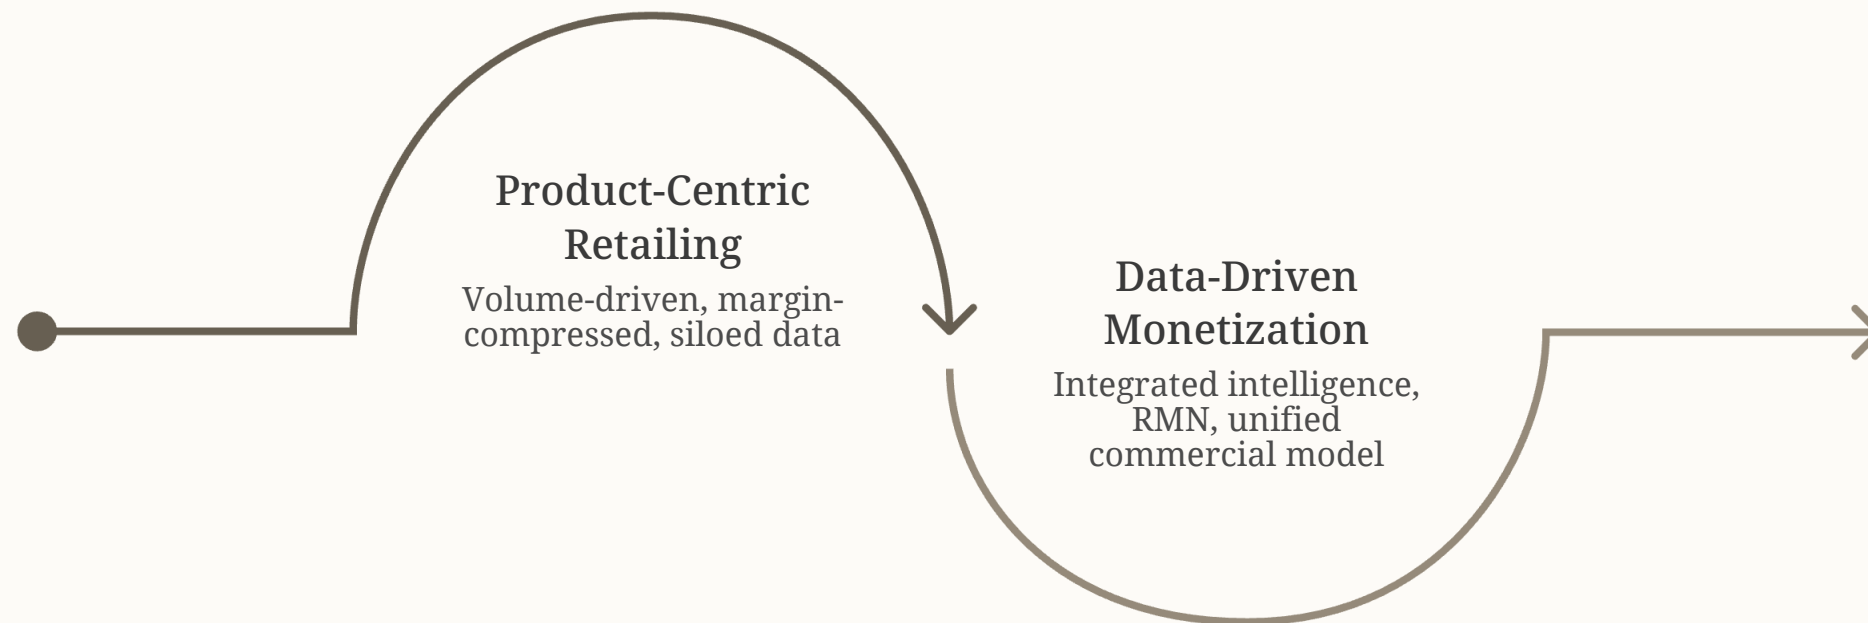 Product-Centric
Retailing
Volume-driven, margin-
compressed, siloed data
Data-Driven
Monetization
Integrated intelligence,
RMN, unified
commercial model